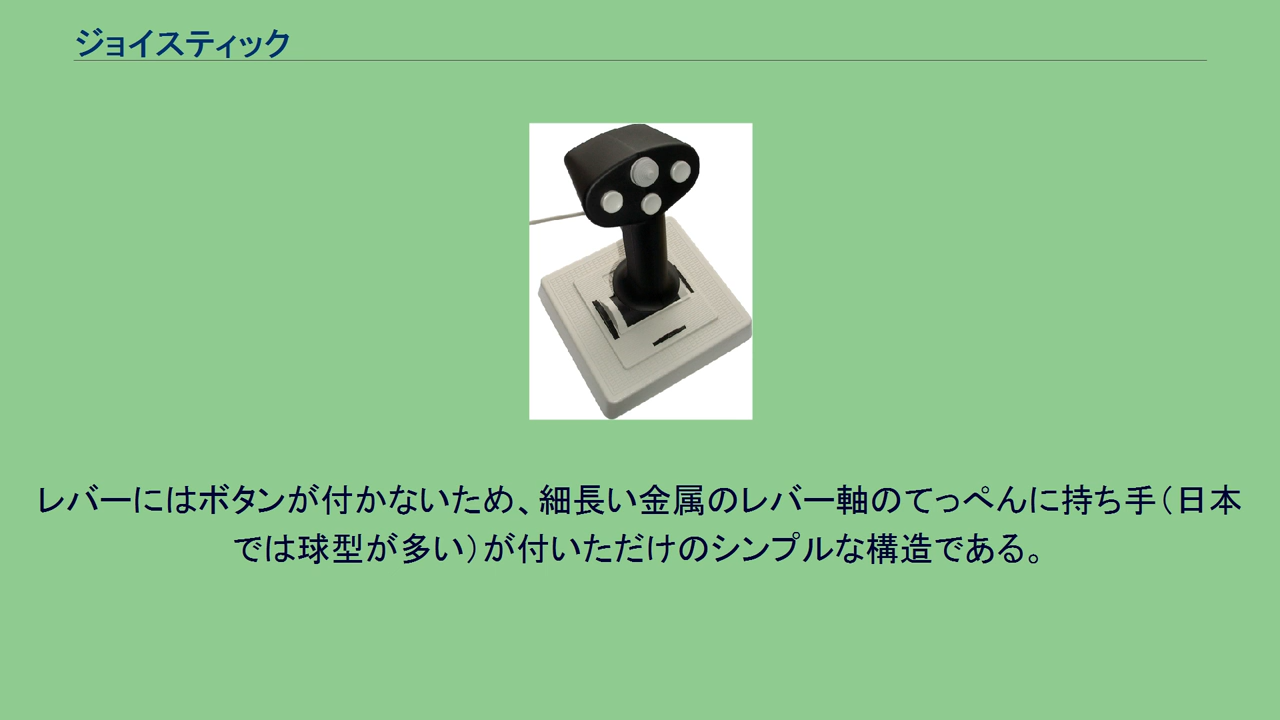 ジョイスティック
レバーにはボタンが付かないため、細長い金属のレバー軸のてっぺんに持ち手（日本
では球型が多い）が付いただけのシンプルな構造である。